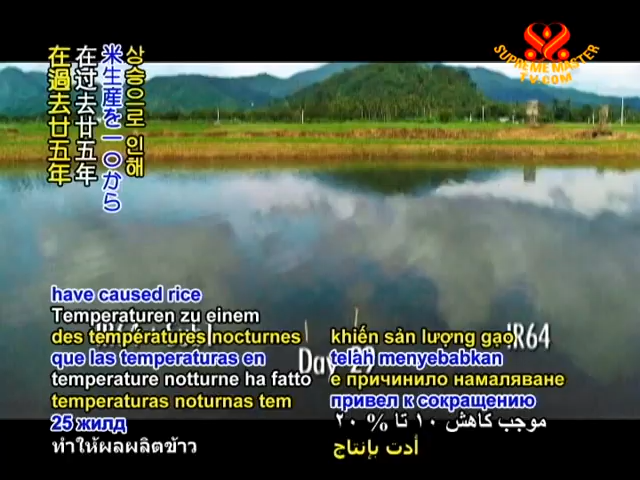 SUPREME MASTER
TV.COM
상승으로 인해
米生産を一〇から
在过去廿五年
在過去廿五年
have caused rice
Temperaturen zu einem
des températures nocturnes
que las temperaturas en
temperature notturne ha fatto
temperaturas noturnas tem
25 жилд
ทำให้ผลผลิตข้าว
khiến sản lượng gạo
telah menyebabkan
е причинило намаляване
привел к сокращению
موجب کاهش ۱۰ تا % ۲۰
أدت بإنتاج
IR64
Day 29